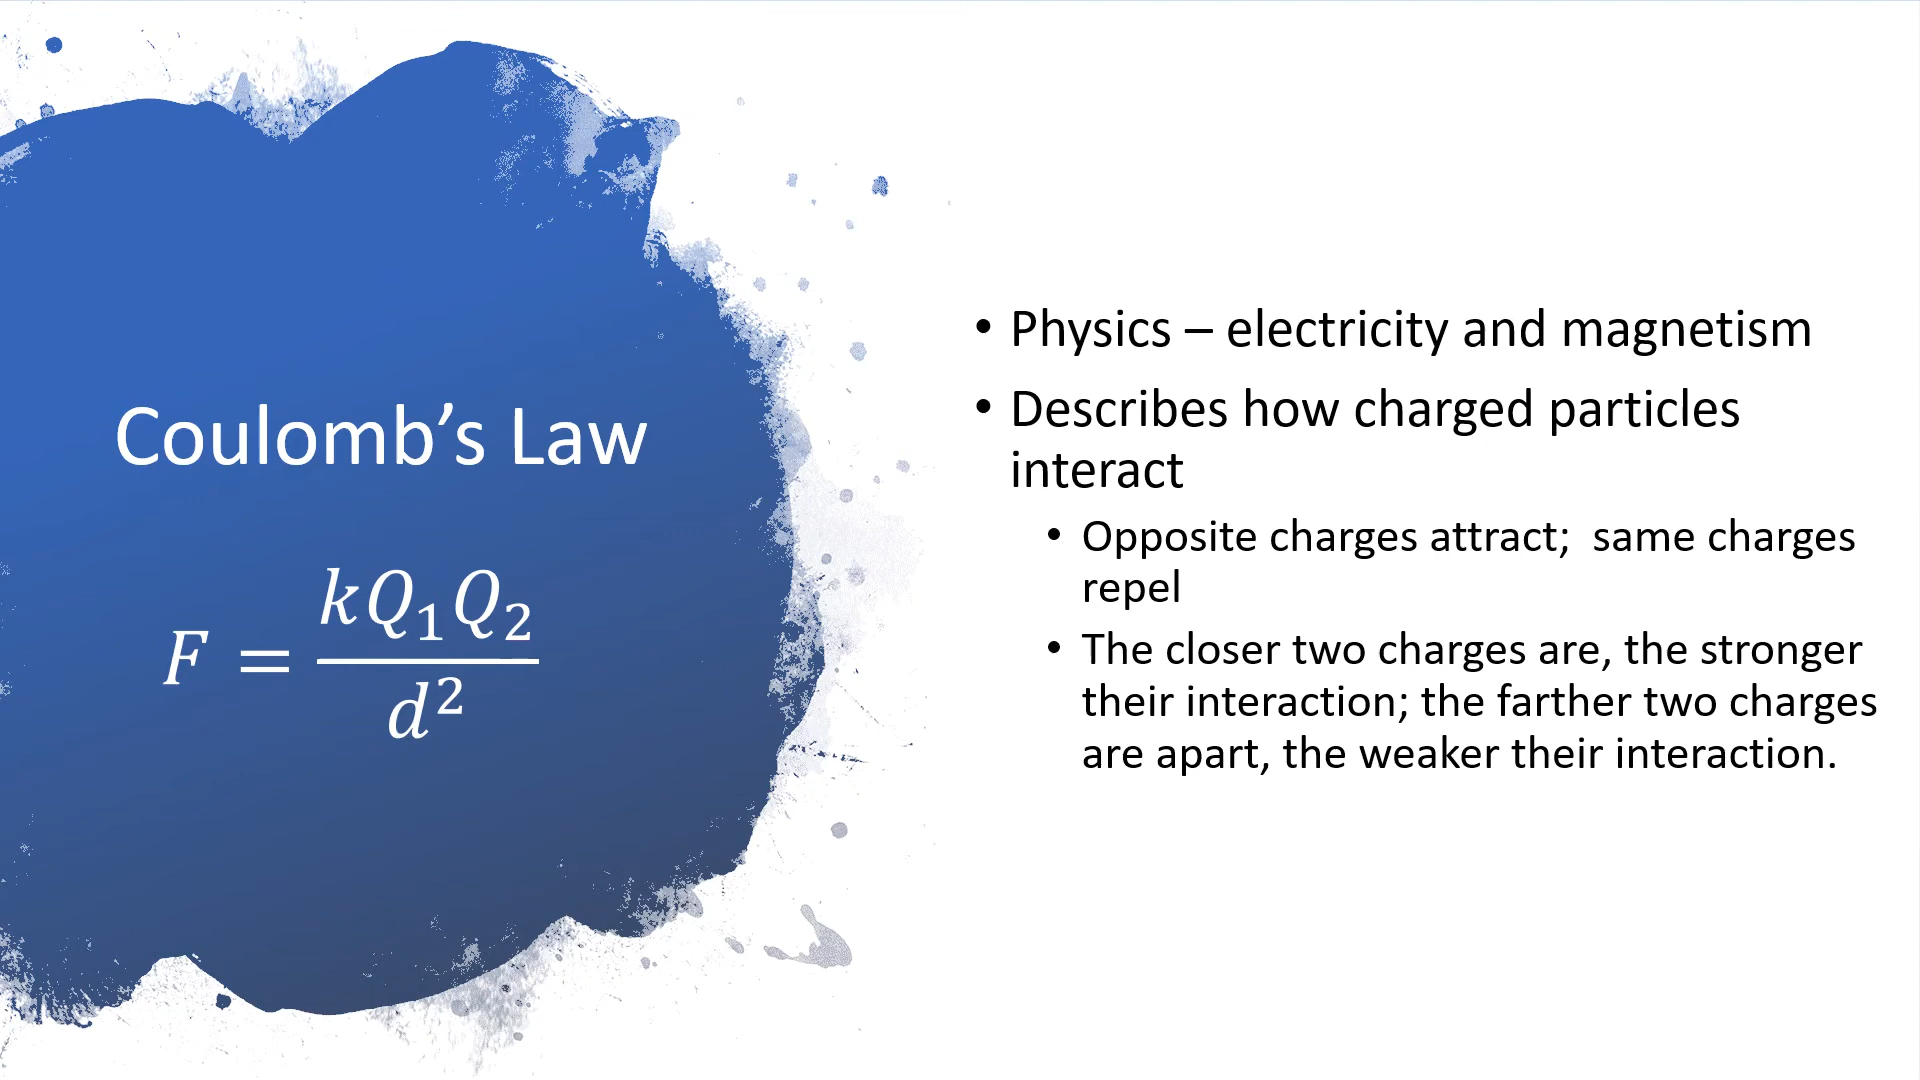 Coulomb’s Law
F = kQ₁Q₂ / d²
• Physics – electricity and magnetism
• Describes how charged particles
interact
• Opposite charges attract;  same charges
repel
• The closer two charges are, the stronger
their interaction; the farther two charges
are apart, the weaker their interaction.